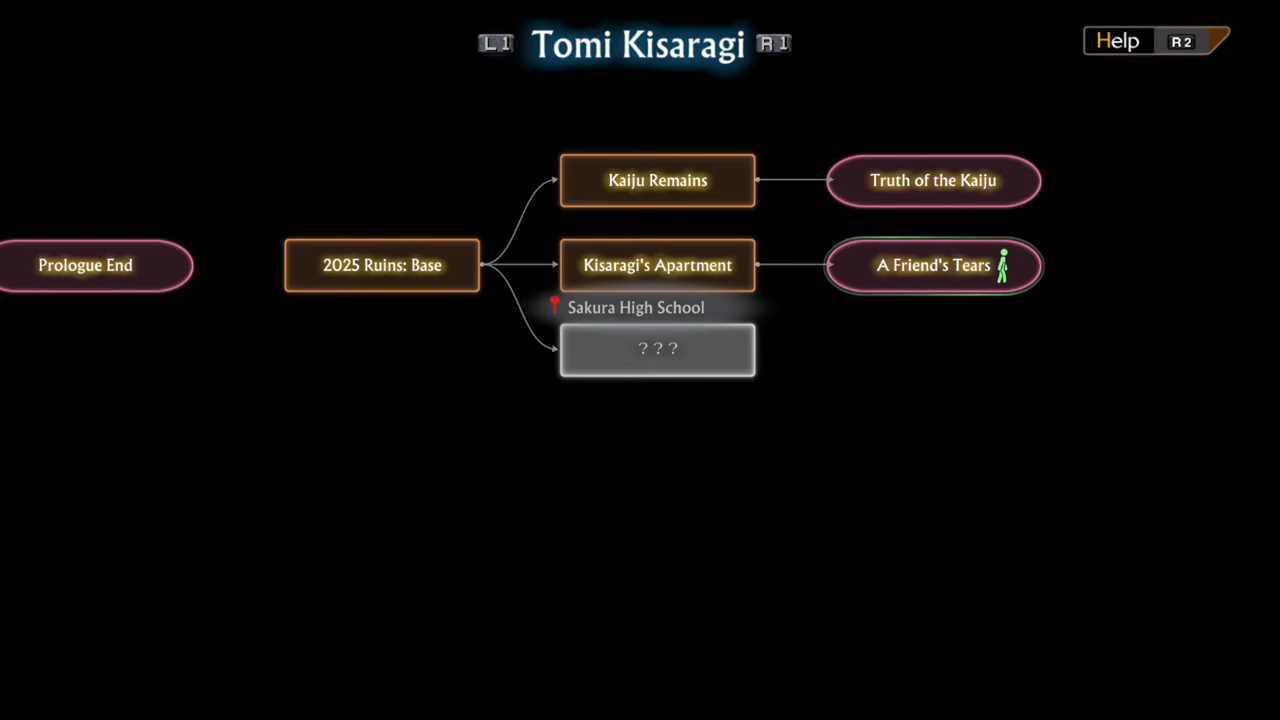 L1 Tomi Kisaragi R1
Help R2
Kaiju Remains
Truth of the Kaiju
Prologue End
2025 Ruins: Base
Kisaragi's Apartment
A Friend's Tears
Sakura High School
???